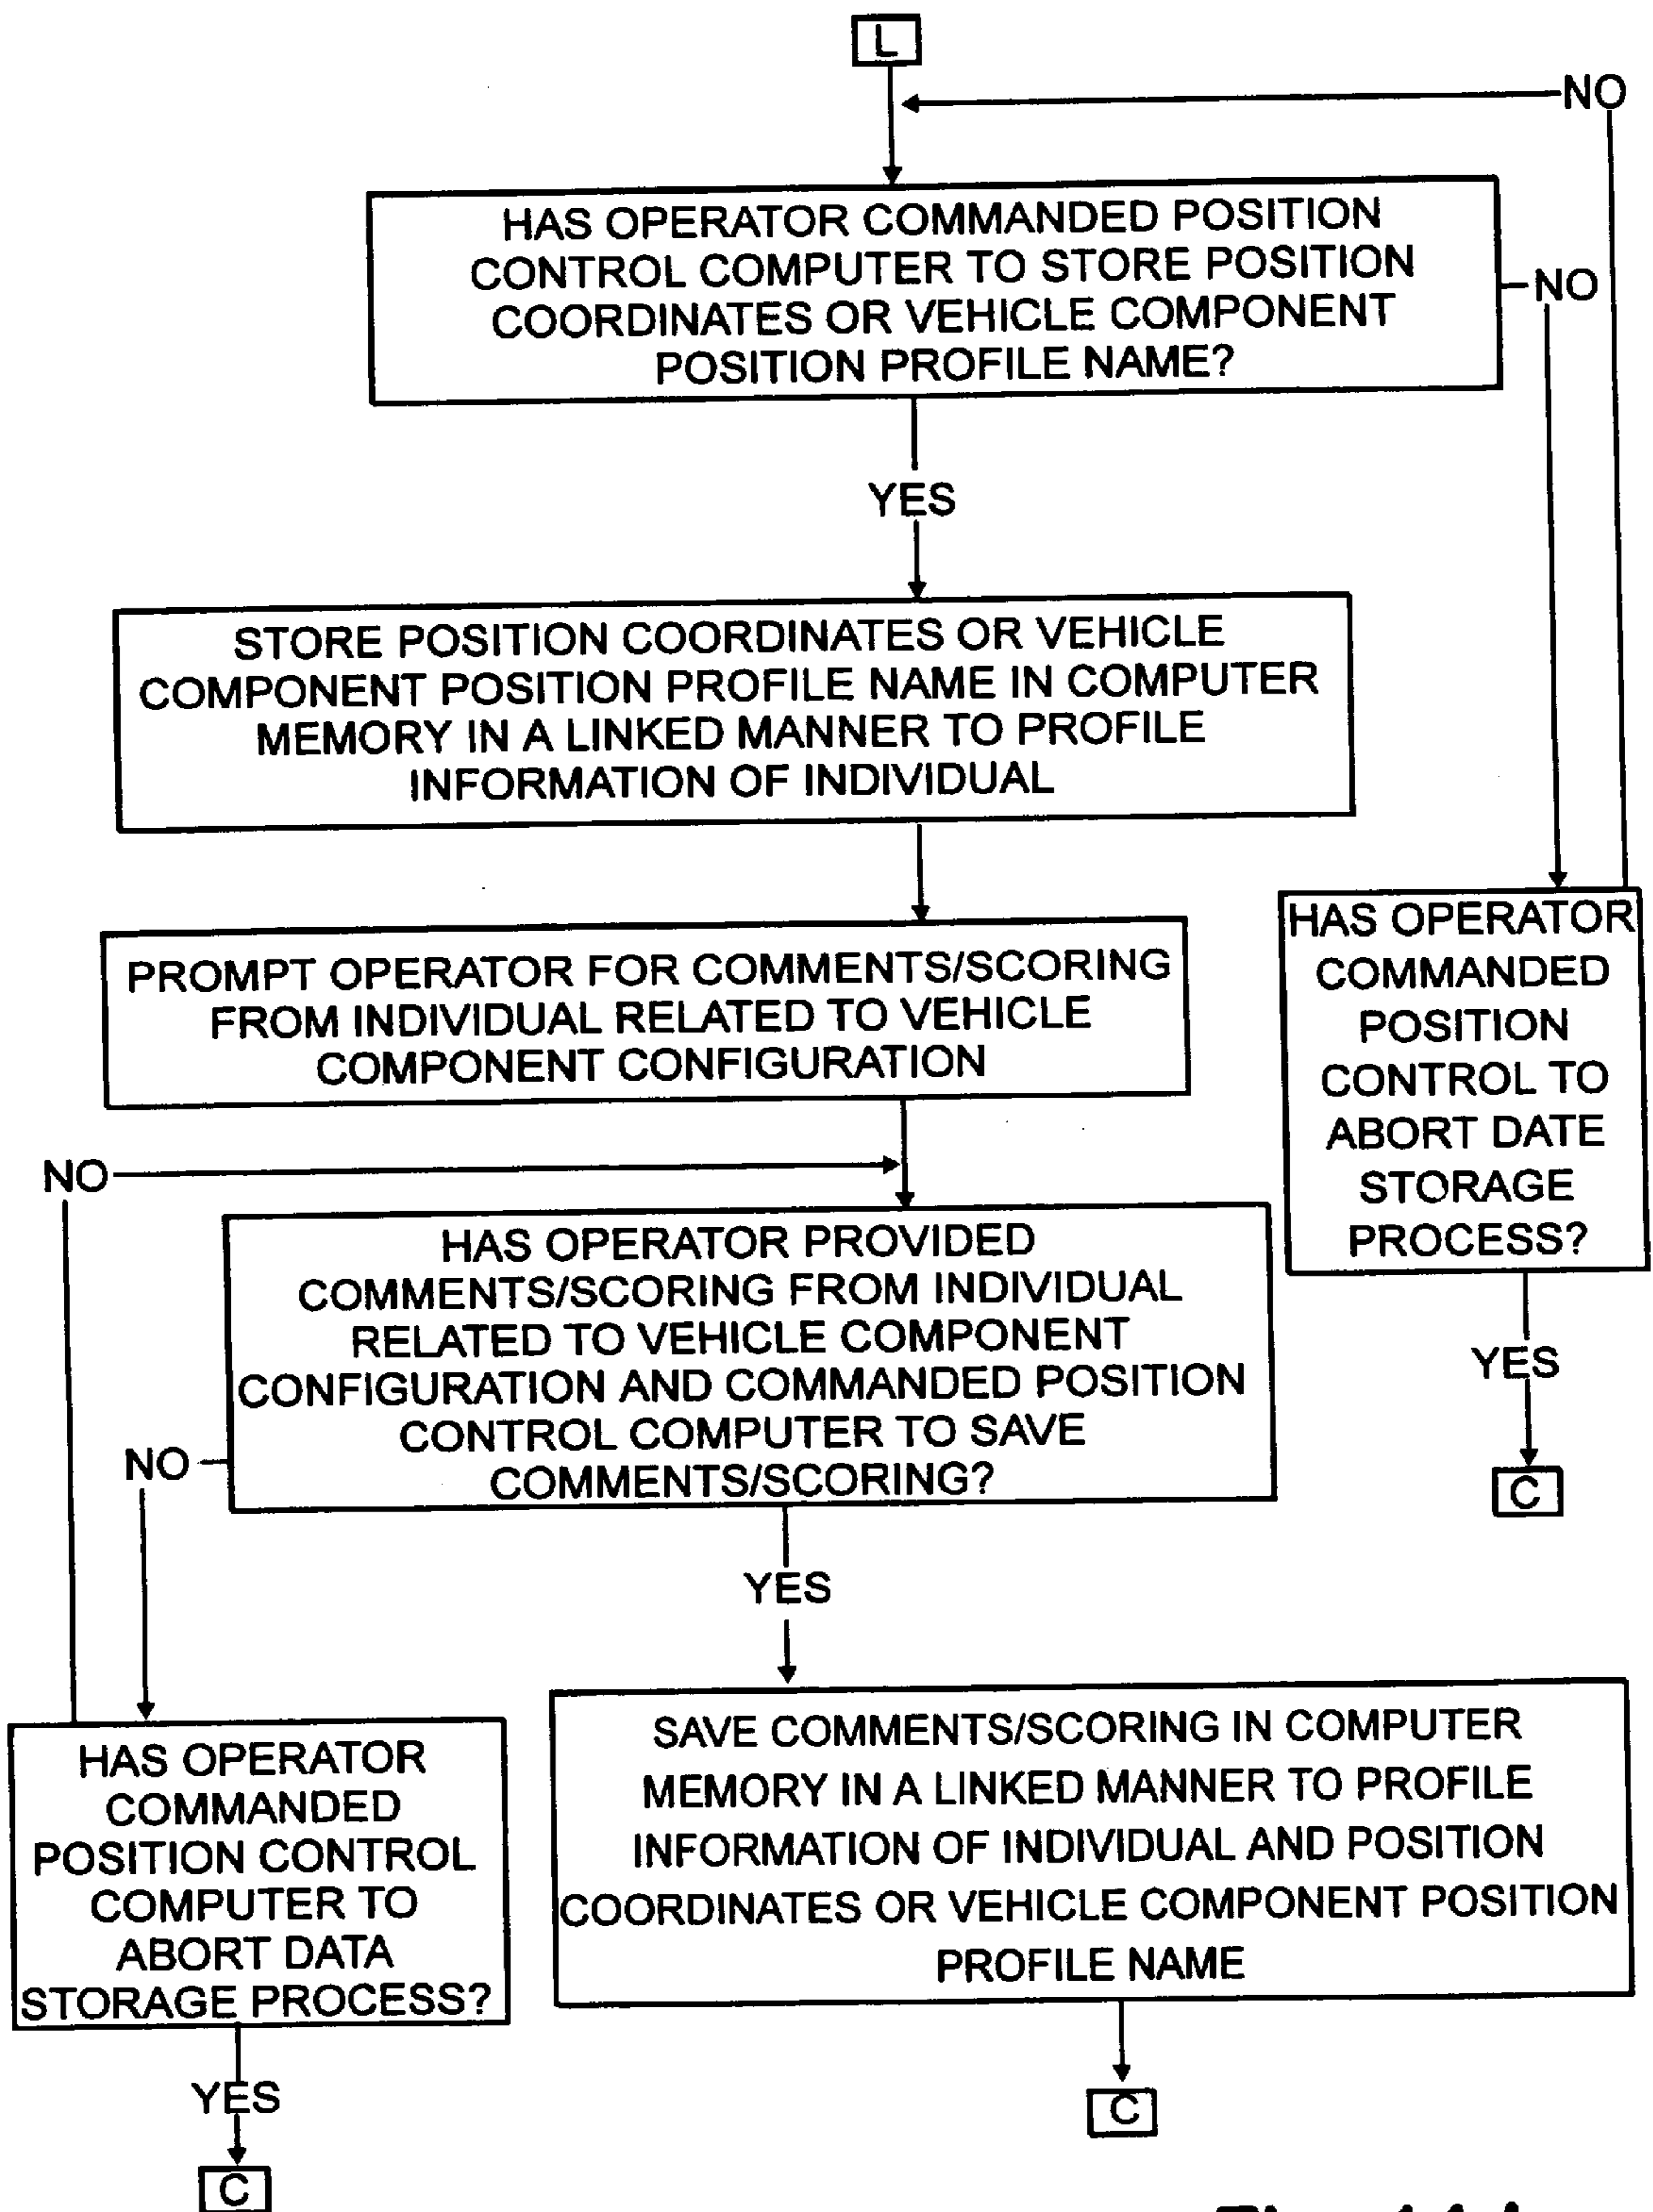 L
NO
HAS OPERATOR COMMANDED POSITION
CONTROL COMPUTER TO STORE POSITION
COORDINATES OR VEHICLE COMPONENT
POSITION PROFILE NAME?
NO
YES
STORE POSITION COORDINATES OR VEHICLE
COMPONENT POSITION PROFILE NAME IN COMPUTER
MEMORY IN A LINKED MANNER TO PROFILE
INFORMATION OF INDIVIDUAL
HAS OPERATOR
COMMANDED
POSITION
CONTROL TO
ABORT DATE
STORAGE
PROCESS?
YES
C
PROMPT OPERATOR FOR COMMENTS/SCORING
FROM INDIVIDUAL RELATED TO VEHICLE
COMPONENT CONFIGURATION
NO
HAS OPERATOR PROVIDED
COMMENTS/SCORING FROM INDIVIDUAL
RELATED TO VEHICLE COMPONENT
CONFIGURATION AND COMMANDED POSITION
CONTROL COMPUTER TO SAVE
COMMENTS/SCORING?
NO
YES
HAS OPERATOR
COMMANDED
POSITION CONTROL
COMPUTER TO
ABORT DATA
STORAGE PROCESS?
YES
C
SAVE COMMENTS/SCORING IN COMPUTER
MEMORY IN A LINKED MANNER TO PROFILE
INFORMATION OF INDIVIDUAL AND POSITION
COORDINATES OR VEHICLE COMPONENT POSITION
PROFILE NAME
C